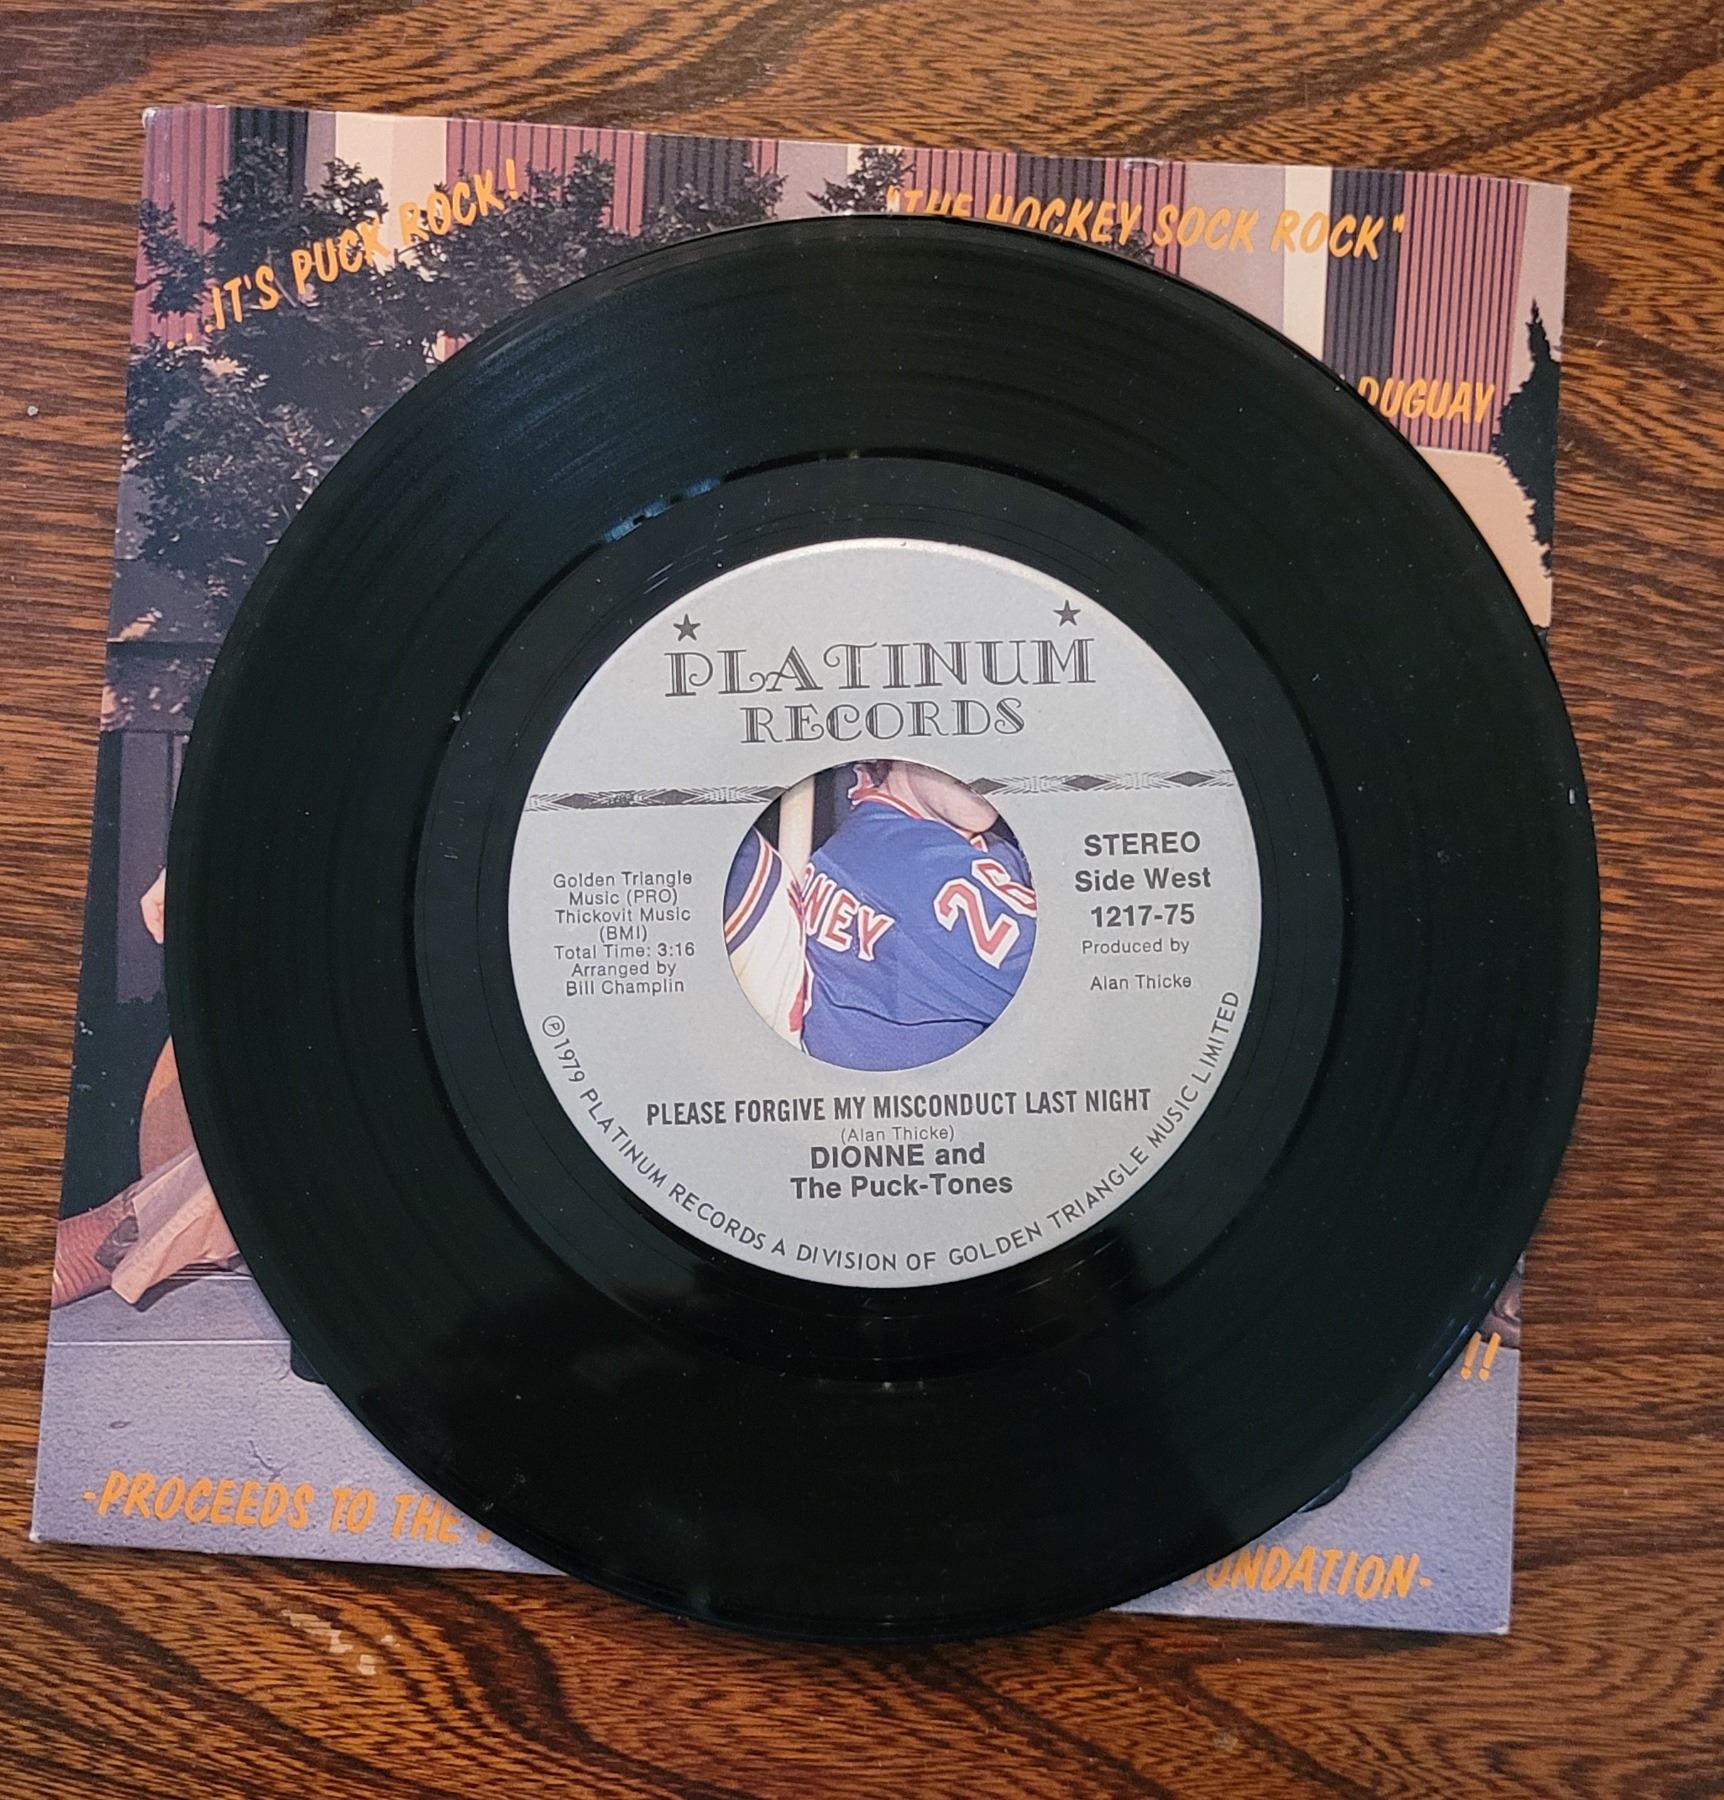 ...IT'S PUCK ROCK!
"THE HOCKEY SOCK ROCK"
DUGUAY
PLATINUM
RECORDS
Golden Triangle
Music (PRO)
Thickovit Music
(BMI)
Total Time: 3:16
Arranged by
Bill Champlin
NEY
26
STEREO
Side West
1217-75
Produced by
Alan Thicke
PLEASE FORGIVE MY MISCONDUCT LAST NIGHT
(Alan Thicke)
DIONNE and
The Puck-Tones
Ⓟ1979 PLATINUM RECORDS A DIVISION OF GOLDEN TRIANGLE MUSIC LIMITED
!!
-PROCEEDS TO THE
UNDATION-